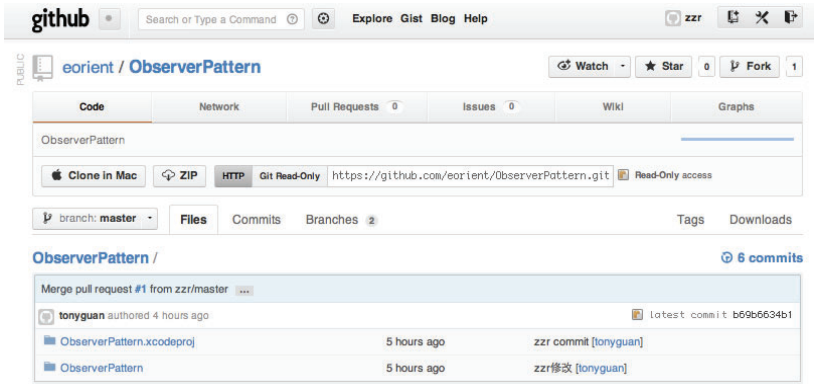 github Search or Type a Command Explore Gist Blog Help zzr
PUBLIC
eorient / ObserverPattern Watch Star 0 Fork 1
Code Network Pull Requests 0 Issues 0 Wiki Graphs
ObserverPattern
Clone in Mac ZIP HTTP Git Read-Only https://github.com/eorient/ObserverPattern.git Read-Only access
branch: master Files Commits Branches 2 Tags Downloads
ObserverPattern / 6 commits
Merge pull request #1 from zzr/master ...
tonyguan authored 4 hours ago latest commit b69b6634b1
ObserverPattern.xcodeproj 5 hours ago zzr commit [tonyguan]
ObserverPattern 5 hours ago zzr修改 [tonyguan]